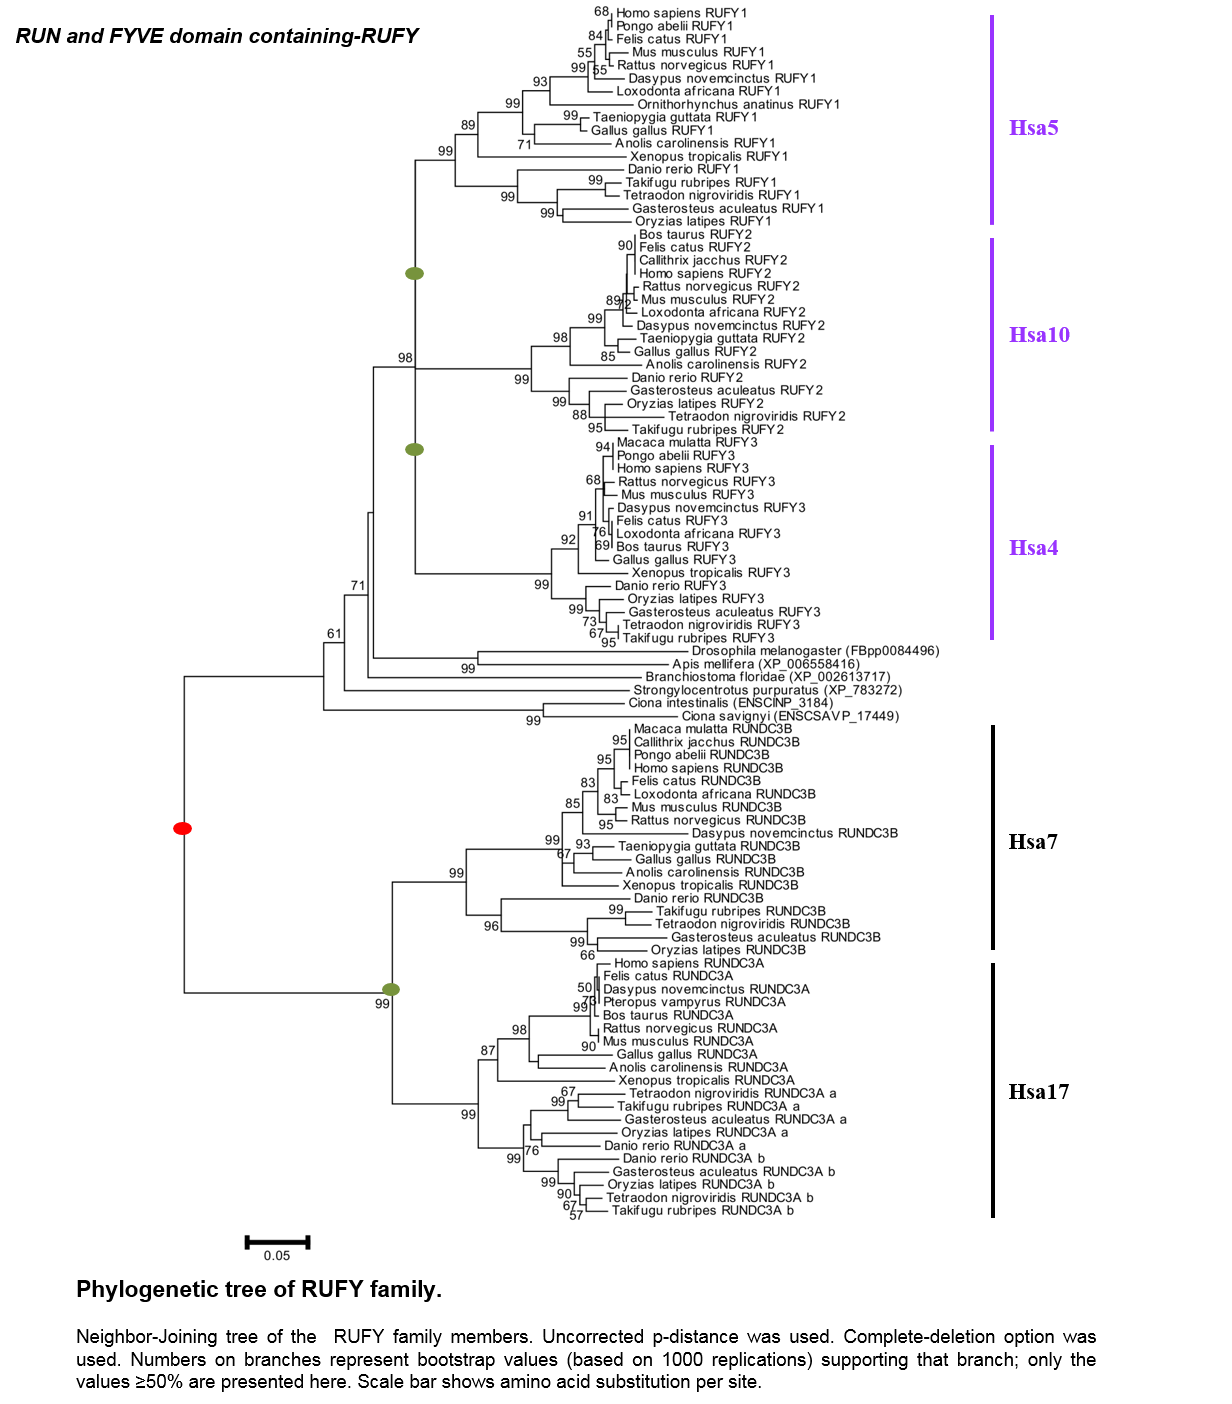 RUN and FYVE domain containing-RUFY
68
Homo sapiens RUFY1
Pongo abelii RUFY1
84
Felis catus RUFY1
55
Mus musculus RUFY1
99
55
Rattus norvegicus RUFY1
93
Dasypus novemcinctus RUFY1
Loxodonta africana RUFY1
99
Ornithorhynchus anatinus RUFY1
99
Taeniopygia guttata RUFY1
89
Gallus gallus RUFY1
Hsa5
71
Anolis carolinensis RUFY1
99
Xenopus tropicalis RUFY1
Danio rerio RUFY1
99
Takifugu rubripes RUFY1
99
Tetraodon nigroviridis RUFY1
99
Gasterosteus aculeatus RUFY1
Oryzias latipes RUFY1
Bos taurus RUFY2
90
Felis catus RUFY2
Callithrix jacchus RUFY2
Homo sapiens RUFY2
Rattus norvegicus RUFY2
89
72
Mus musculus RUFY2
Loxodonta africana RUFY2
99
Dasypus novemcinctus RUFY2
Hsa10
98
Taeniopygia guttata RUFY2
85
Gallus gallus RUFY2
98
Anolis carolinensis RUFY2
99
Danio rerio RUFY2
Gasterosteus aculeatus RUFY2
99
Oryzias latipes RUFY2
88
Tetraodon nigroviridis RUFY2
95
Takifugu rubripes RUFY2
Macaca mulatta RUFY3
94
Pongo abelii RUFY3
Homo sapiens RUFY3
68
Rattus norvegicus RUFY3
Mus musculus RUFY3
91
Dasypus novemcinctus RUFY3
Felis catus RUFY3
76
Loxodonta africana RUFY3
92
69
Bos taurus RUFY3
Hsa4
Gallus gallus RUFY3
Xenopus tropicalis RUFY3
71
99
Danio rerio RUFY3
Oryzias latipes RUFY3
99
Gasterosteus aculeatus RUFY3
73
Tetraodon nigroviridis RUFY3
61
67
95
Takifugu rubripes RUFY3
Drosophila melanogaster (FBpp0084496)
99
Apis mellifera (XP_006558416)
Branchiostoma floridae (XP_002613717)
Strongylocentrotus purpuratus (XP_783272)
Ciona intestinalis (ENSCINP_3184)
99
Ciona savignyi (ENSCSAVP_17449)
Macaca mulatta RUNDC3B
95
Callithrix jacchus RUNDC3B
95
Pongo abelii RUNDC3B
Homo sapiens RUNDC3B
83
Felis catus RUNDC3B
83
Loxodonta africana RUNDC3B
85
Mus musculus RUNDC3B
95
Rattus norvegicus RUNDC3B
Dasypus novemcinctus RUNDC3B
99
93
Taeniopygia guttata RUNDC3B
Hsa7
67
Gallus gallus RUNDC3B
99
Anolis carolinensis RUNDC3B
Xenopus tropicalis RUNDC3B
Danio rerio RUNDC3B
99
Takifugu rubripes RUNDC3B
96
Tetraodon nigroviridis RUNDC3B
99
Gasterosteus aculeatus RUNDC3B
66
Oryzias latipes RUNDC3B
Homo sapiens RUNDC3A
Felis catus RUNDC3A
50
Dasypus novemcinctus RUNDC3A
99
73
Pteropus vampyrus RUNDC3A
99
Bos taurus RUNDC3A
98
Rattus norvegicus RUNDC3A
90
Mus musculus RUNDC3A
87
Gallus gallus RUNDC3A
Anolis carolinensis RUNDC3A
Xenopus tropicalis RUNDC3A
67
Tetraodon nigroviridis RUNDC3A a
Hsa17
99
Takifugu rubripes RUNDC3A a
99
Gasterosteus aculeatus RUNDC3A a
Oryzias latipes RUNDC3A a
76
Danio rerio RUNDC3A a
99
Danio rerio RUNDC3A b
Gasterosteus aculeatus RUNDC3A b
99
Oryzias latipes RUNDC3A b
90
Tetraodon nigroviridis RUNDC3A b
67
57
Takifugu rubripes RUNDC3A b
0.05
Phylogenetic tree of RUFY family.
Neighbor-Joining tree of the RUFY family members. Uncorrected p-distance was used. Complete-deletion option was
used. Numbers on branches represent bootstrap values (based on 1000 replications) supporting that branch; only the
values ≥50% are presented here. Scale bar shows amino acid substitution per site.